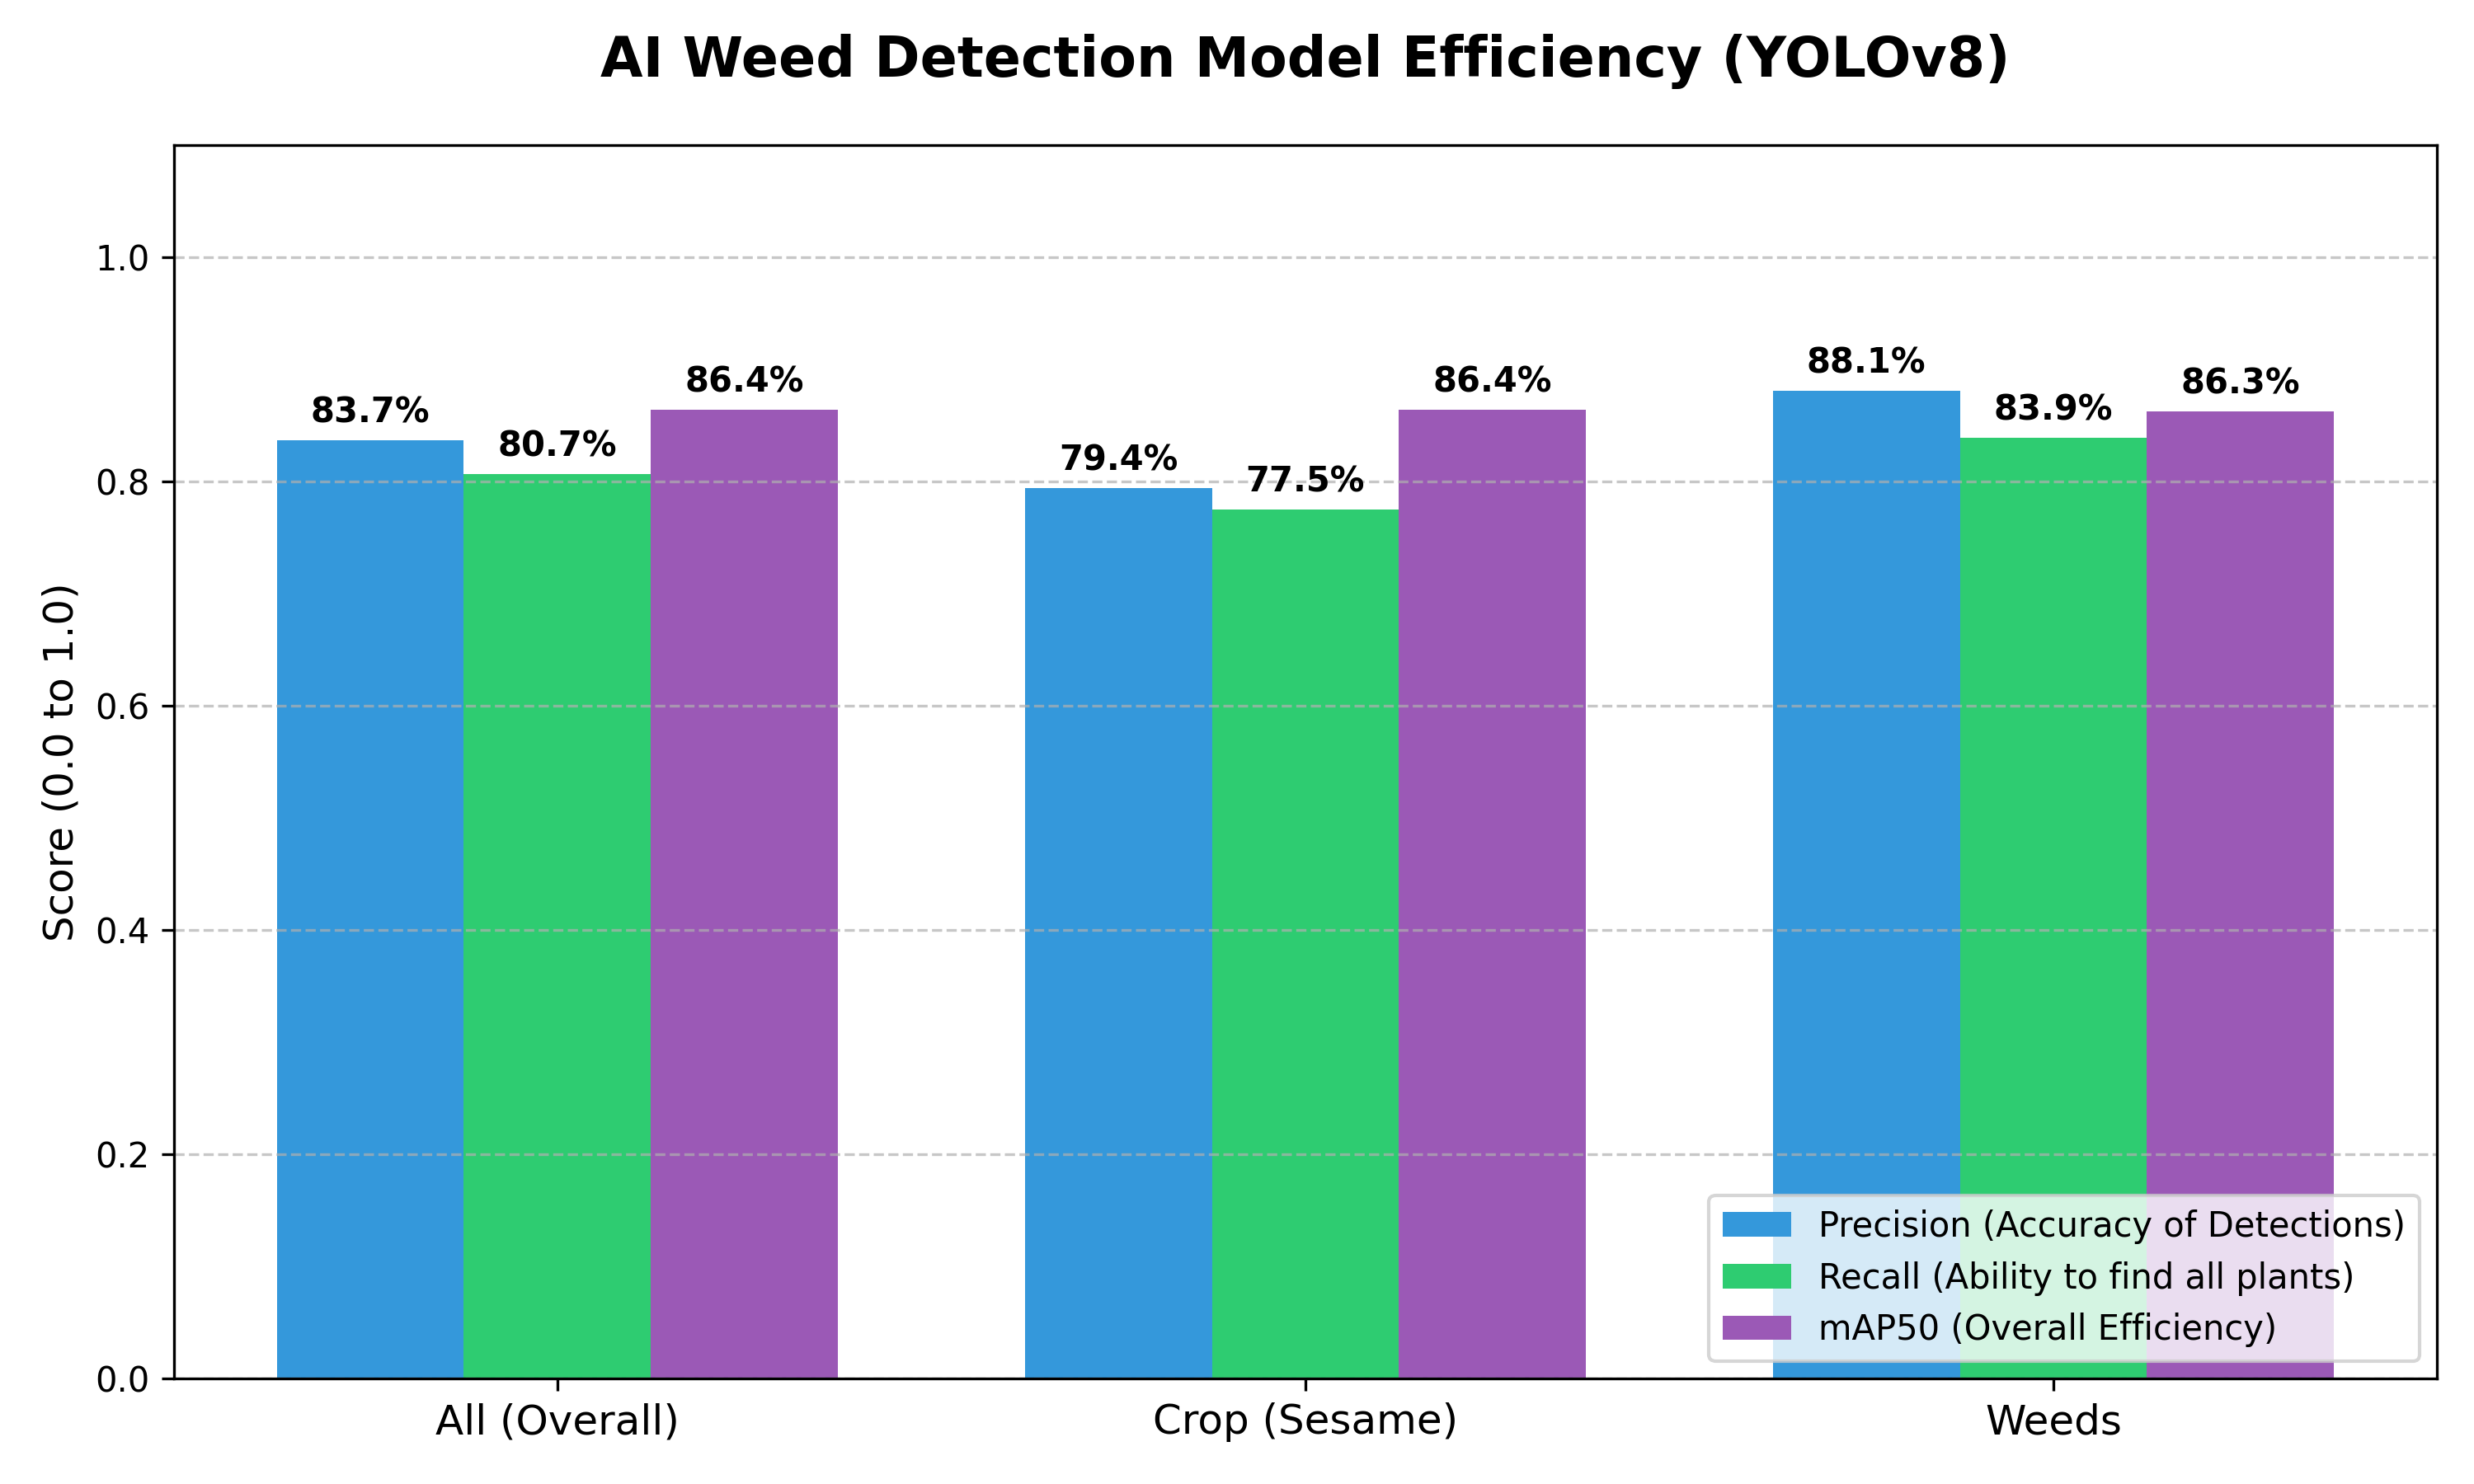 AI Weed Detection Model Efficiency (YOLOv8)
Score (0.0 to 1.0)
1.0
0.8
0.6
0.4
0.2
0.0
83.7%
80.7%
86.4%
79.4%
77.5%
86.4%
88.1%
83.9%
86.3%
Precision (Accuracy of Detections)
Recall (Ability to find all plants)
mAP50 (Overall Efficiency)
All (Overall)
Crop (Sesame)
Weeds